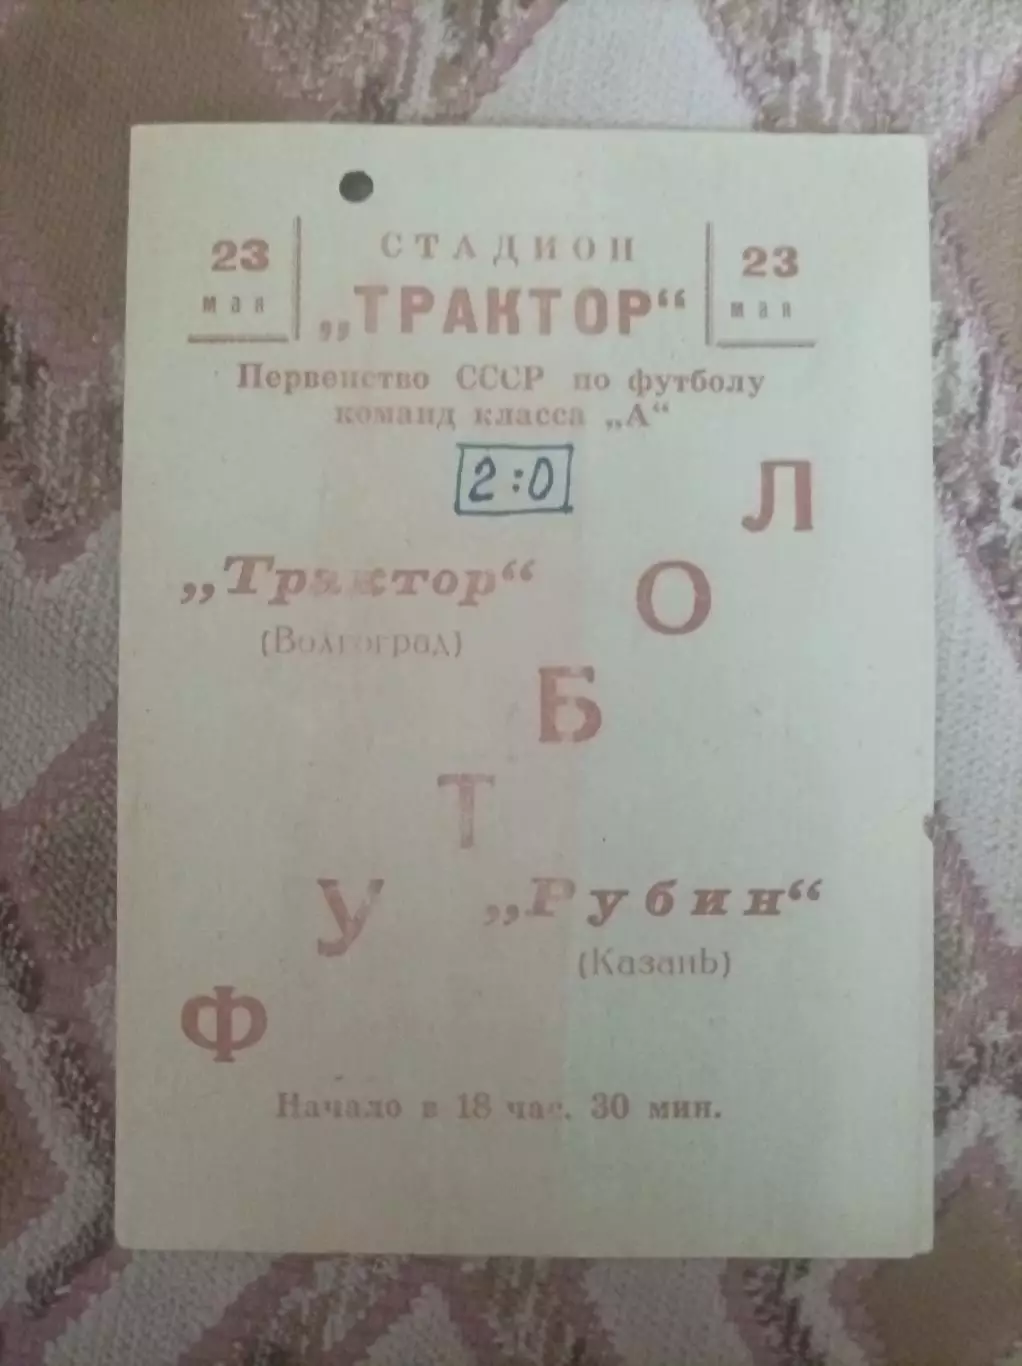 23 мая
СТАДИОН
„ТРАКТОР“
23 мая
Первенство СССР по футболу
команд класса „А“
2:0
„Трактор“
(Волгоград)
ФУТБОЛ
„Рубин“
(Казань)
Начало в 18 час. 30 мин.